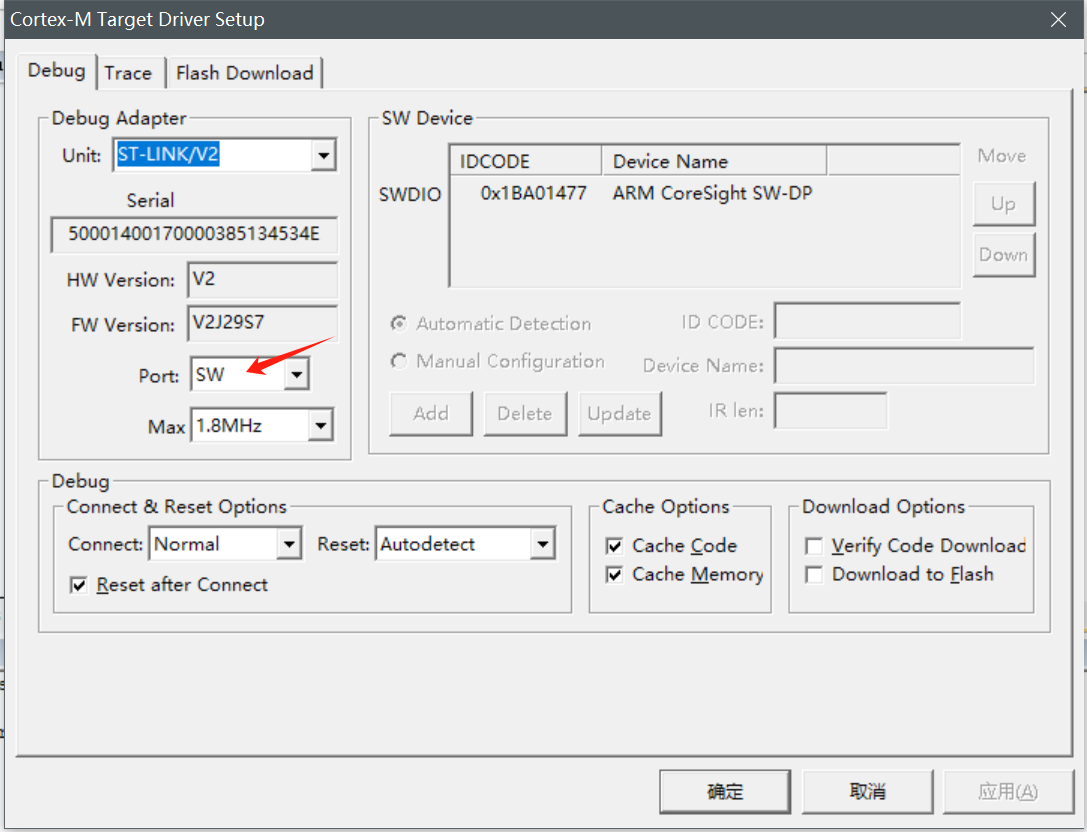 Cortex-M Target Driver Setup
Debug Trace Flash Download
Debug Adapter
Unit: ST-LINK/V2
Serial
50001400170000385134534E
HW Version: V2
FW Version: V2J29S7
Port: SW
Max 1.8MHz
SW Device
IDCODE Device Name
SWDIO 0x1BA01477 ARM CoreSight SW-DP
Move
Up
Down
Automatic Detection ID CODE:
Manual Configuration Device Name:
Add Delete Update IR len:
Debug
Connect & Reset Options
Connect: Normal Reset: Autodetect
Reset after Connect
Cache Options
Cache Code
Cache Memory
Download Options
Verify Code Download
Download to Flash
确定 取消 应用(A)